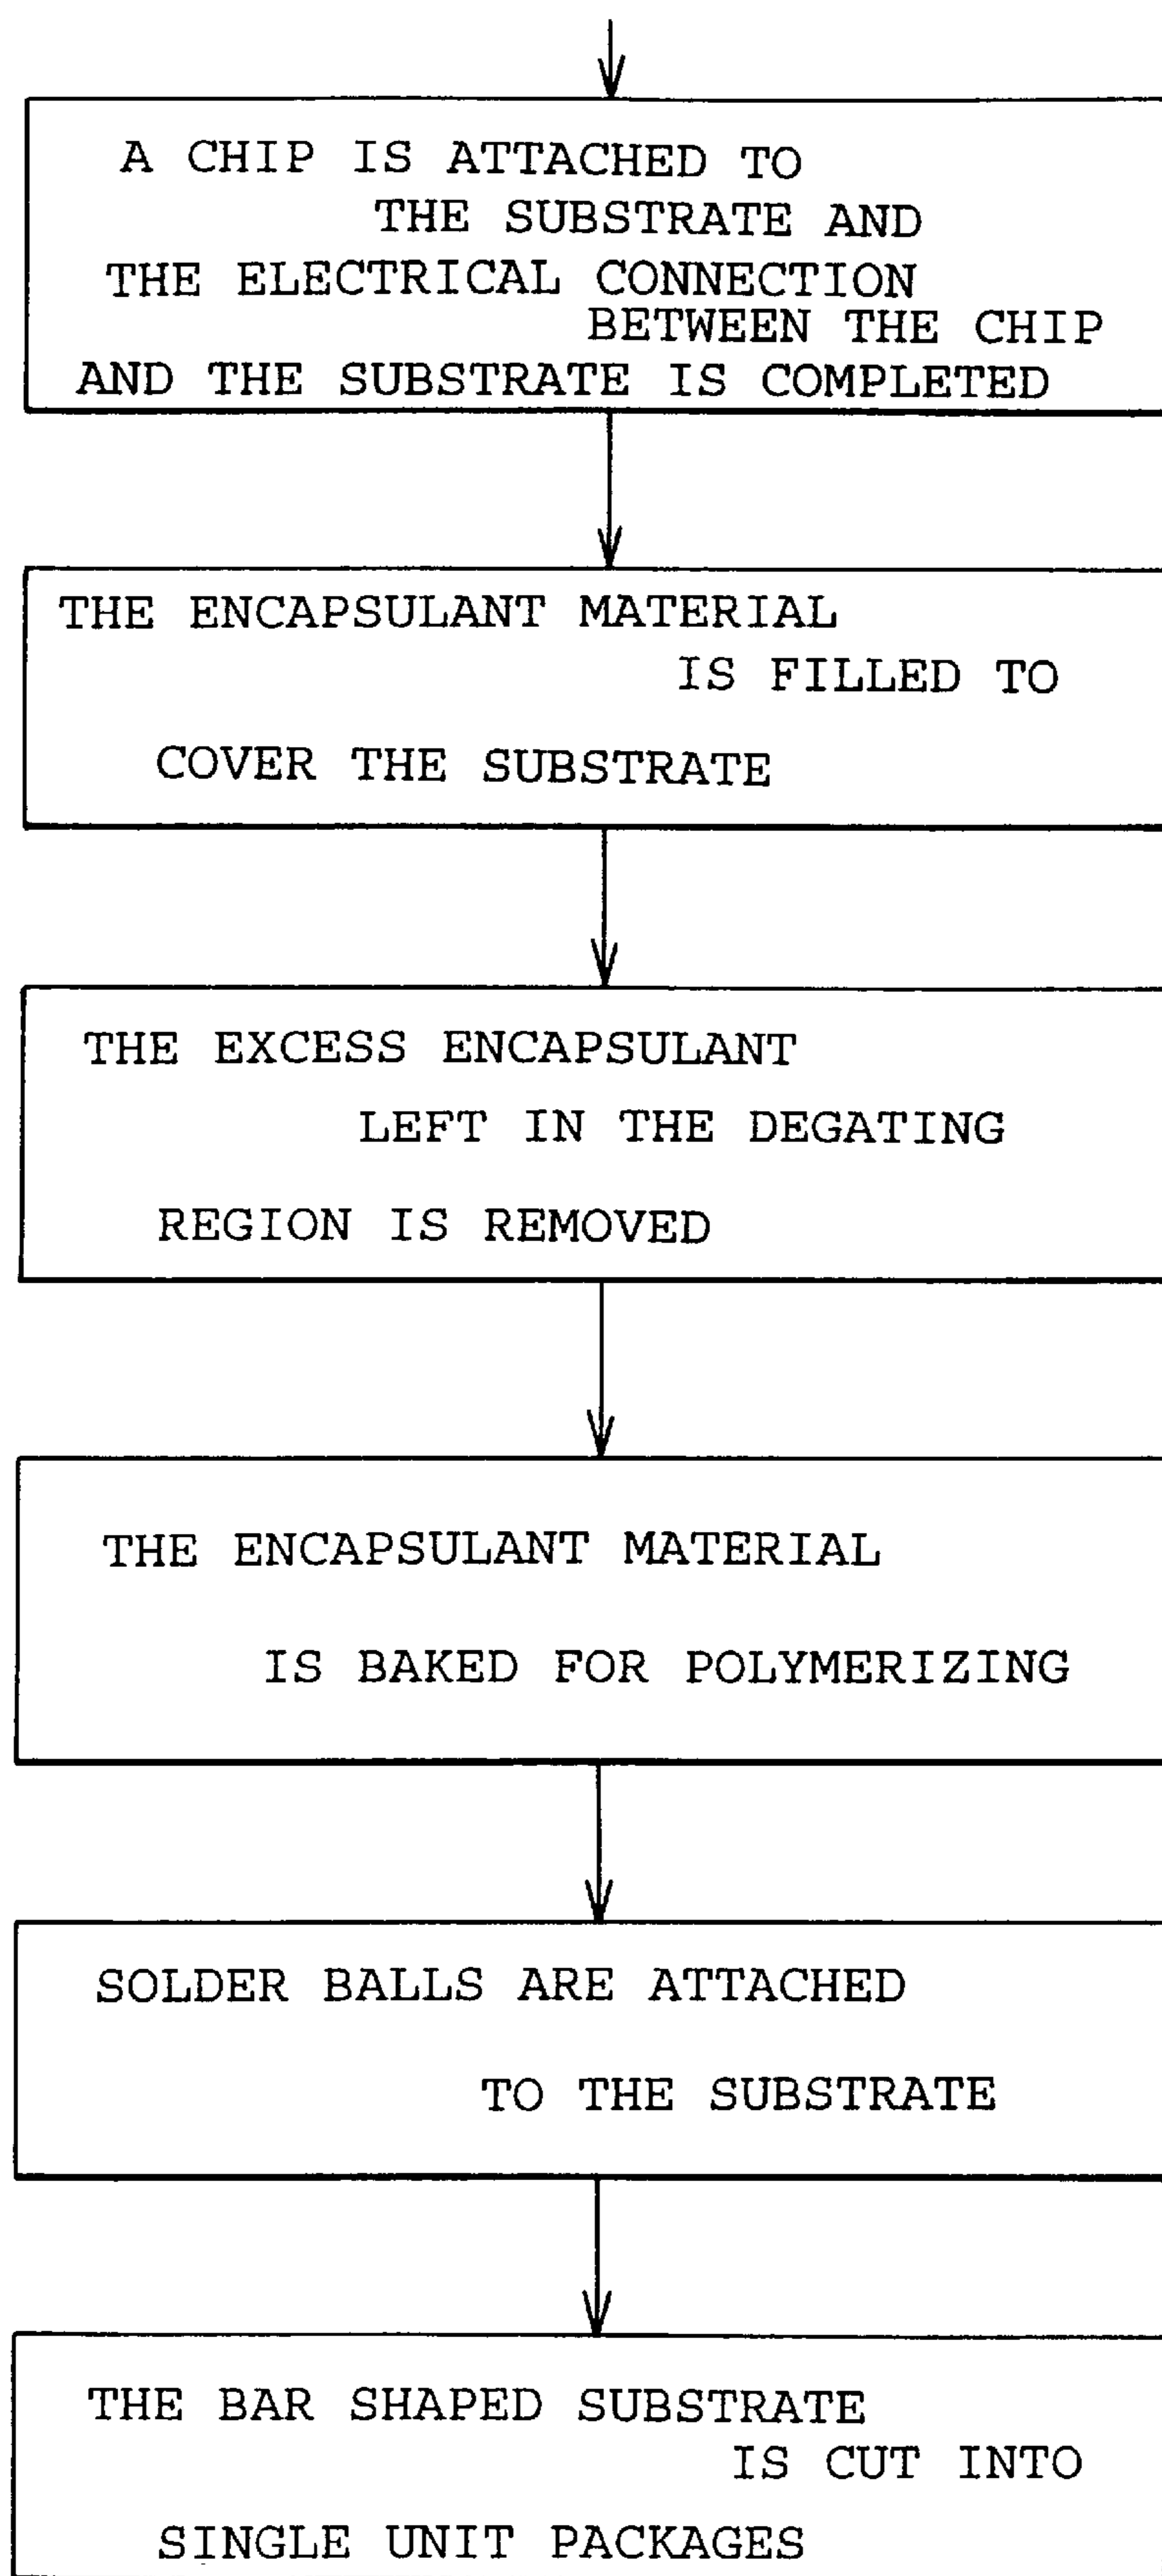 A CHIP IS ATTACHED TO
THE SUBSTRATE AND
THE ELECTRICAL CONNECTION
BETWEEN THE CHIP
AND THE SUBSTRATE IS COMPLETED
THE ENCAPSULANT MATERIAL
IS FILLED TO
COVER THE SUBSTRATE
THE EXCESS ENCAPSULANT
LEFT IN THE DEGATING
REGION IS REMOVED
THE ENCAPSULANT MATERIAL
IS BAKED FOR POLYMERIZING
SOLDER BALLS ARE ATTACHED
TO THE SUBSTRATE
THE BAR SHAPED SUBSTRATE
IS CUT INTO
SINGLE UNIT PACKAGES